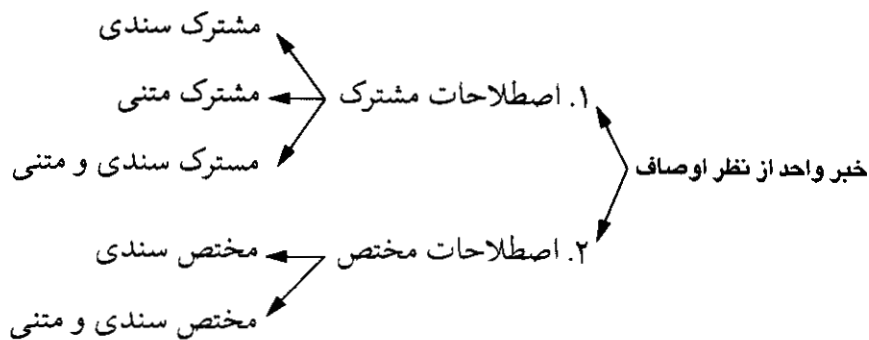 خبر واحد از نظر اوصاف
۱. اصطلاحات مشترک
مشترک سندی
مشترک متنی
مسترک سندی و متنی
۲. اصطلاحات مختص
مختص سندی
مختص سندی و متنی